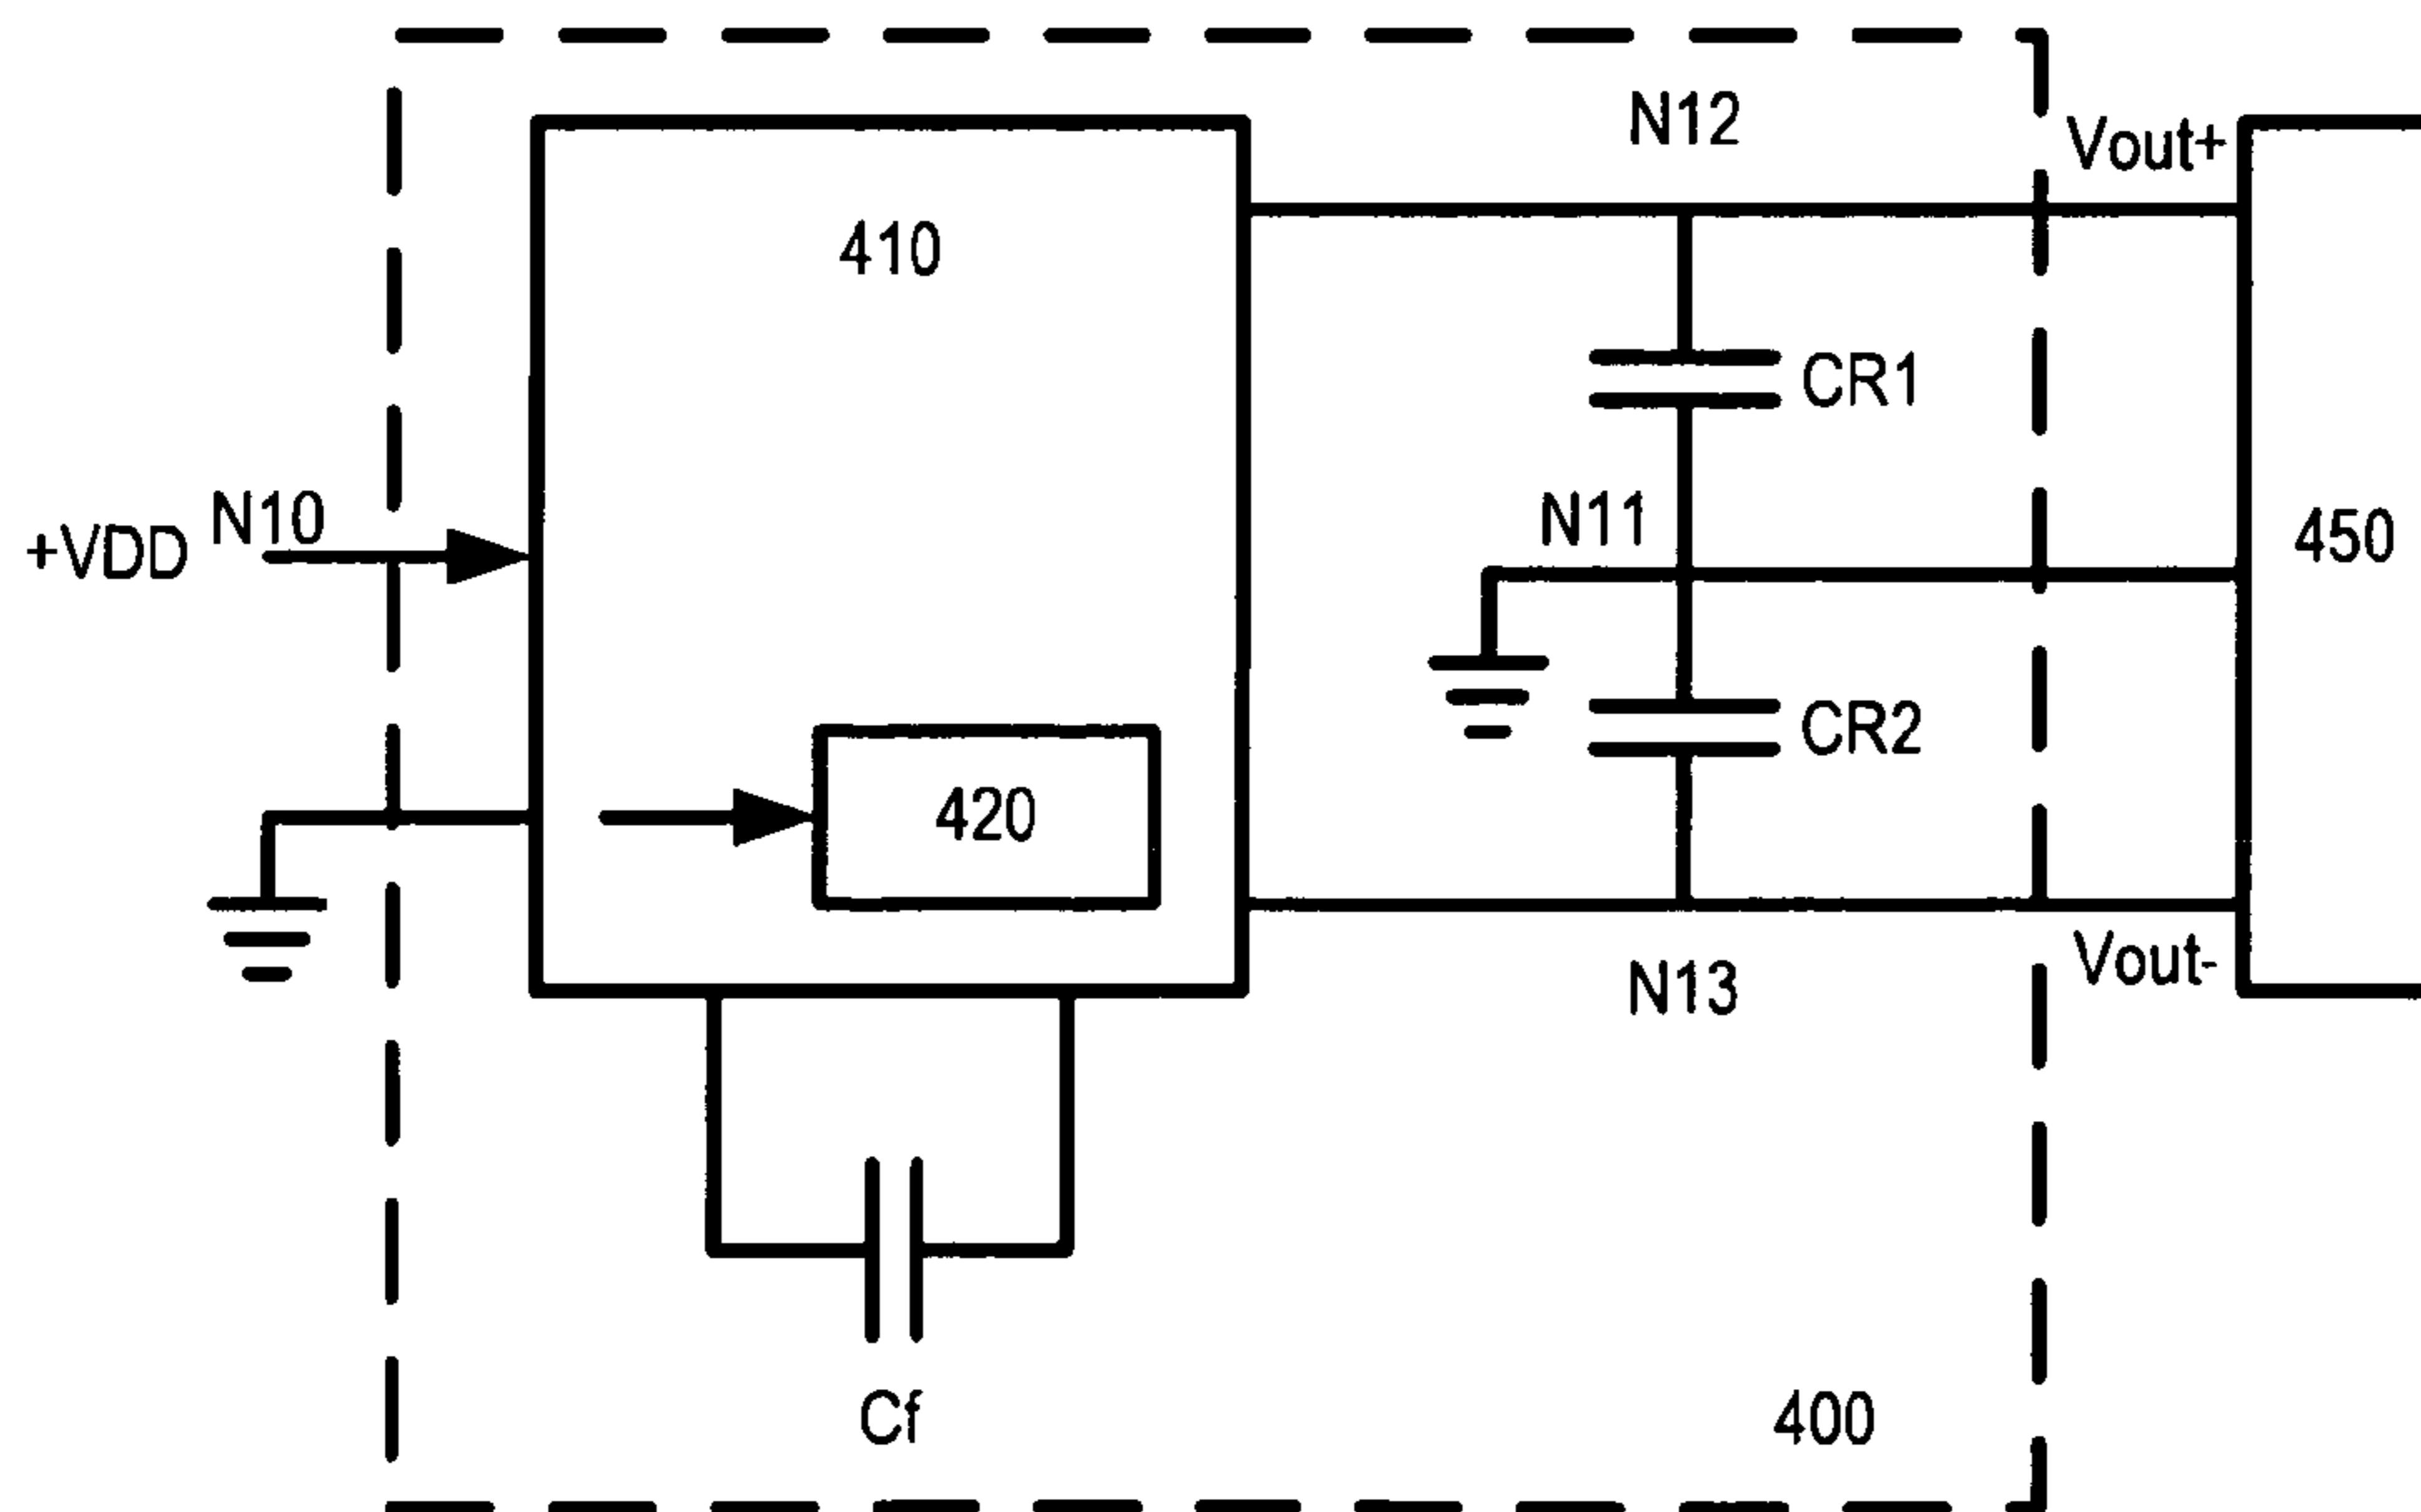 N12
Vout+
410
CR1
N10
+VDD
N11
450
CR2
420
Vout-
N13
Cf
400